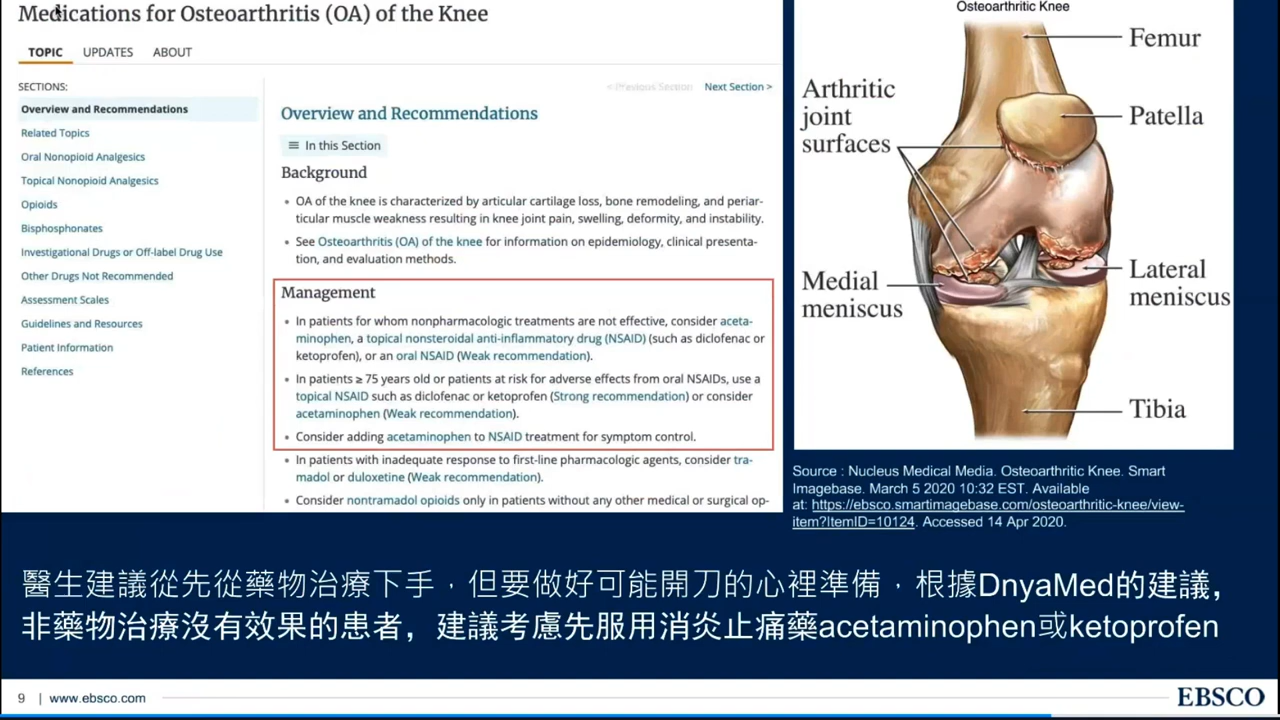 Medications for Osteoarthritis (OA) of the Knee
TOPIC UPDATES ABOUT
SECTIONS:
Overview and Recommendations
Related Topics
Oral Nonopioid Analgesics
Topical Nonopioid Analgesics
Opioids
Bisphosphonates
Investigational Drugs or Off-label Drug Use
Other Drugs Not Recommended
Assessment Scales
Guidelines and Resources
Patient Information
References
< Previous Section Next Section >
Overview and Recommendations
In this Section
Background
• OA of the knee is characterized by articular cartilage loss, bone remodeling, and periar-
ticular muscle weakness resulting in knee joint pain, swelling, deformity, and instability.
• See Osteoarthritis (OA) of the knee for information on epidemiology, clinical presenta-
tion, and evaluation methods.
Management
• In patients for whom nonpharmacologic treatments are not effective, consider aceta-
minophen, a topical nonsteroidal anti-inflammatory drug (NSAID) (such as diclofenac or
ketoprofen), or an oral NSAID (Weak recommendation).
• In patients ≥ 75 years old or patients at risk for adverse effects from oral NSAIDs, use a
topical NSAID such as diclofenac or ketoprofen (Strong recommendation) or consider
acetaminophen (Weak recommendation).
• Consider adding acetaminophen to NSAID treatment for symptom control.
• In patients with inadequate response to first-line pharmacologic agents, consider tra-
madol or duloxetine (Weak recommendation).
• Consider nontramadol opioids only in patients without any other medical or surgical op-
Osteoarthritic Knee
Femur
Arthritic
joint
surfaces
Patella
Medial
meniscus
Lateral
meniscus
Tibia
Source : Nucleus Medical Media. Osteoarthritic Knee. Smart
Imagebase. March 5 2020 10:32 EST. Available
at: https://ebsco.smartimagebase.com/osteoarthritic-knee/view-
item?ItemID=10124. Accessed 14 Apr 2020.
醫生建議從先從藥物治療下手，但要做好可能開刀的心裡準備，根據DnyaMed的建議，
非藥物治療沒有效果的患者，建議考慮先服用消炎止痛藥acetaminophen或ketoprofen
9 | www.ebsco.com
EBSCO